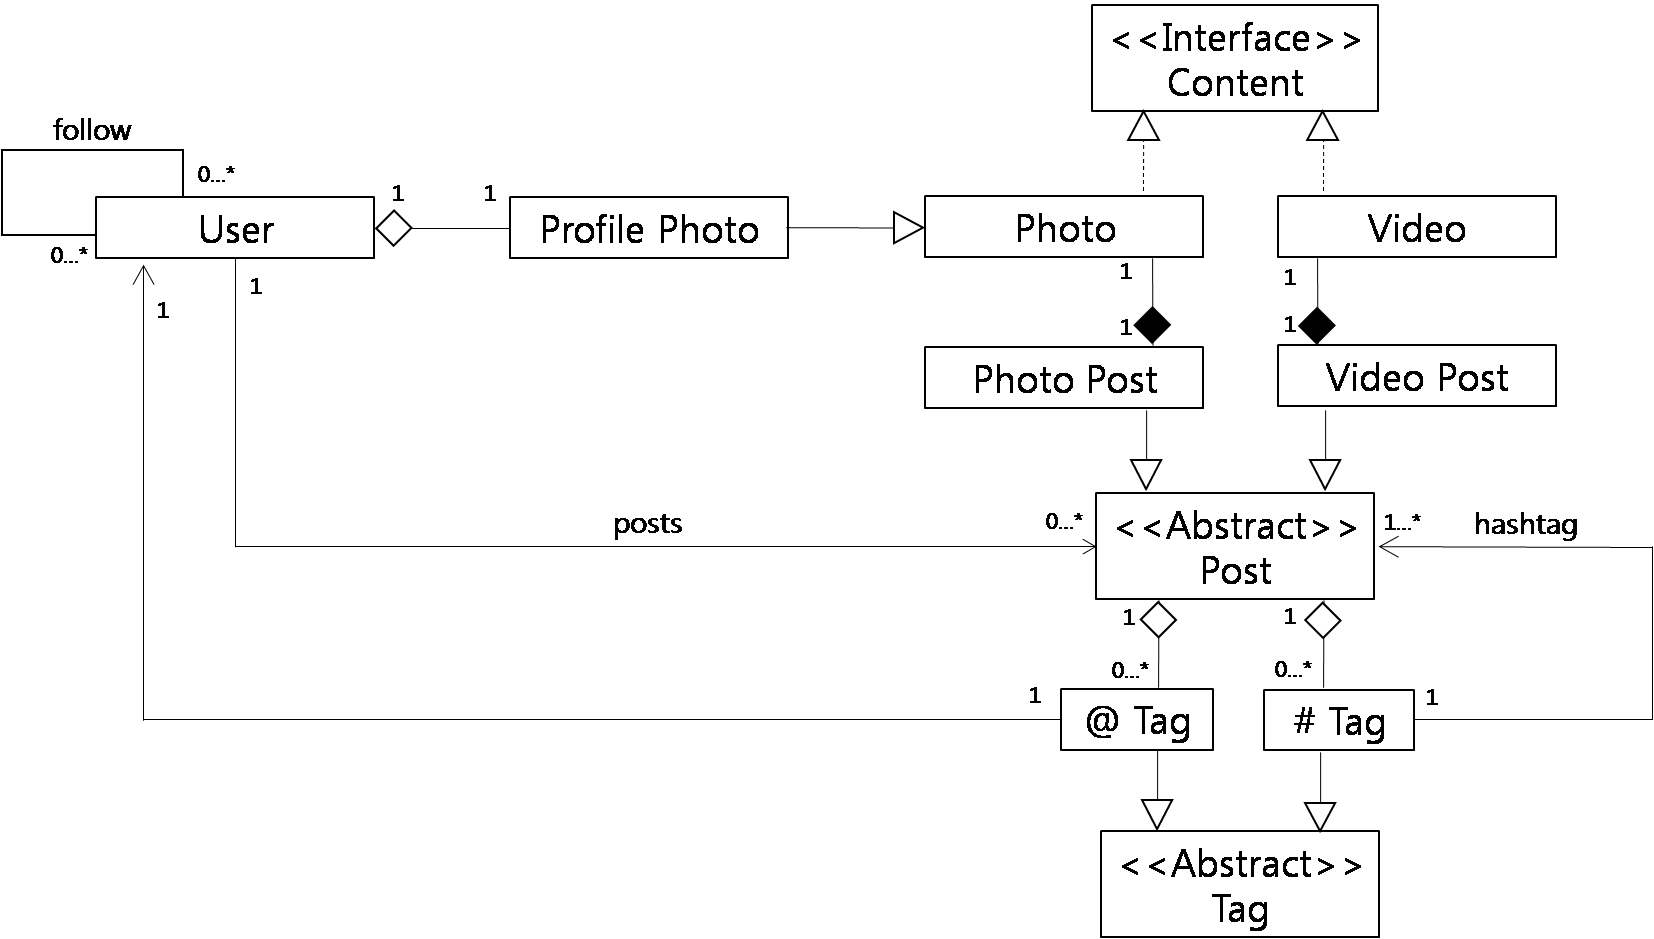 <<Interface>>
Content
follow
0...*
0...*
User
1
1
Profile Photo
Photo
Video
1
1
1
1
1
1
Photo Post
Video Post
posts
0...*
<<Abstract>>
Post
1...*
hashtag
1
1
0...*
0...*
1
@ Tag
# Tag
1
<<Abstract>>
Tag